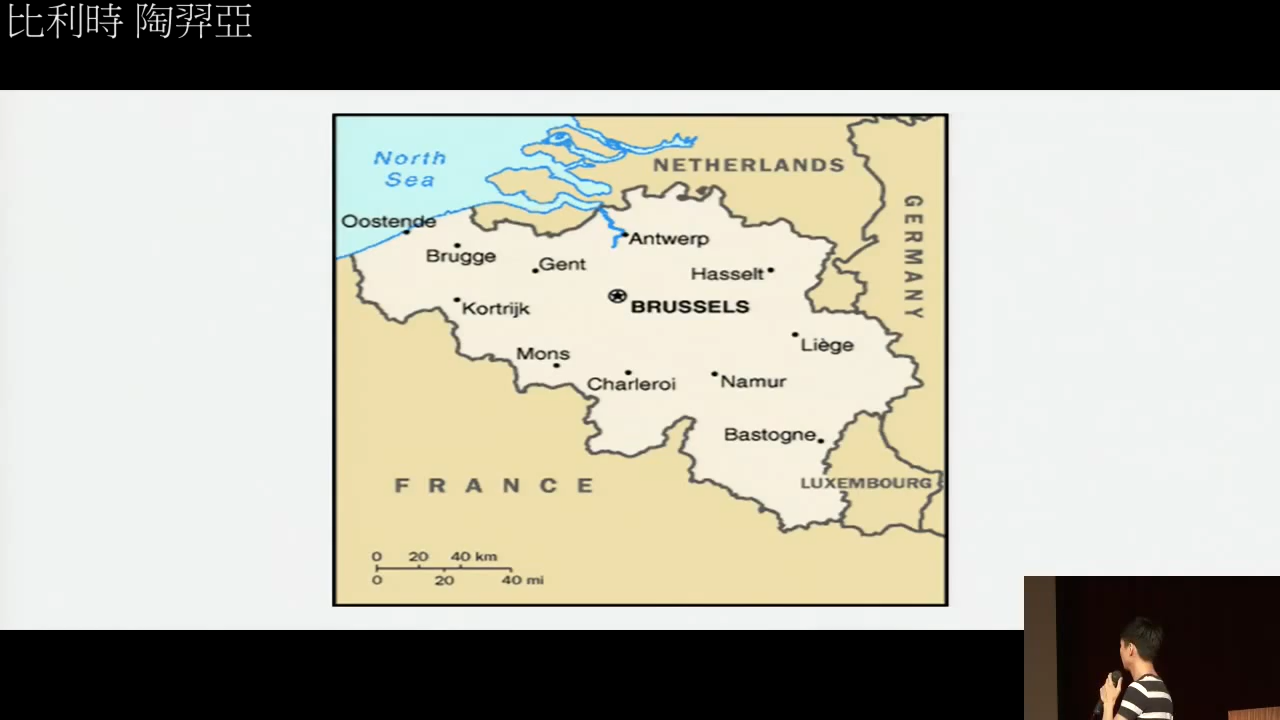 比利時 陶羿亞
North
Sea
NETHERLANDS
GERMANY
Oostende
Brugge
Gent
Antwerp
Hasselt
Kortrijk
BRUSSELS
Mons
Charleroi
Namur
Liège
Bastogne
LUXEMBOURG
FRANCE
0 20 40 km
0 20 40 mi